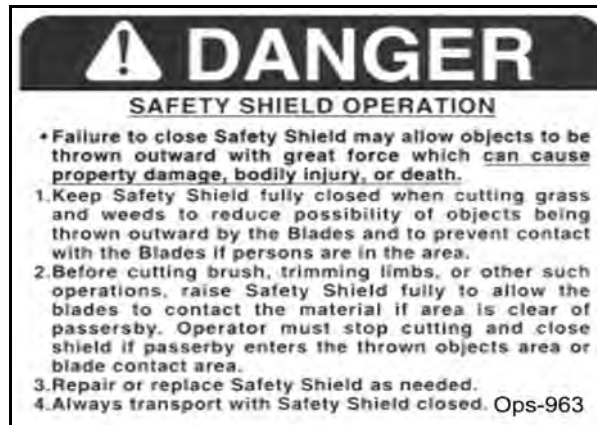 DANGER
SAFETY SHIELD OPERATION
• Failure to close Safety Shield may allow objects to be
thrown outward with great force which can cause
property damage, bodily injury, or death.
1.Keep Safety Shield fully closed when cutting grass
and weeds to reduce possibility of objects being
thrown outward by the Blades and to prevent contact
with the Blades if persons are in the area.
2.Before cutting brush, trimming limbs, or other such
operations, raise Safety Shield fully to allow the
blades to contact the material if area is clear of
passersby. Operator must stop cutting and close
shield if passerby enters the thrown objects area or
blade contact area.
3.Repair or replace Safety Shield as needed.
4.Always transport with Safety Shield closed. Ops-963